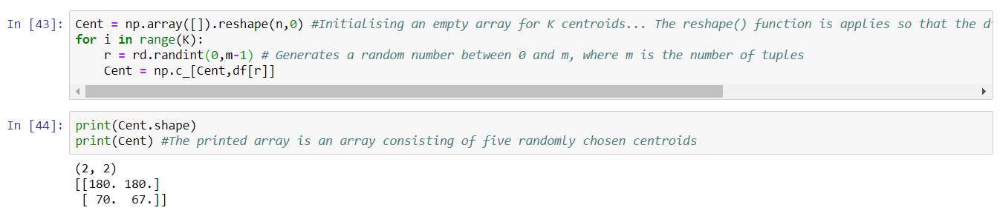 In [43]: Cent = np.array([]).reshape(n,0) #Initialising an empty array for K centroids... The reshape() function is applies so that the
for i in range(K):
    r = rd.randint(0,m-1) # Generates a random number between 0 and m, where m is the number of tuples
    Cent = np.c_[Cent,df[r]]
In [44]: print(Cent.shape)
print(Cent) #The printed array is an array consisting of five randomly chosen centroids
(2, 2)
[[180. 180.]
 [ 70.  67.]]